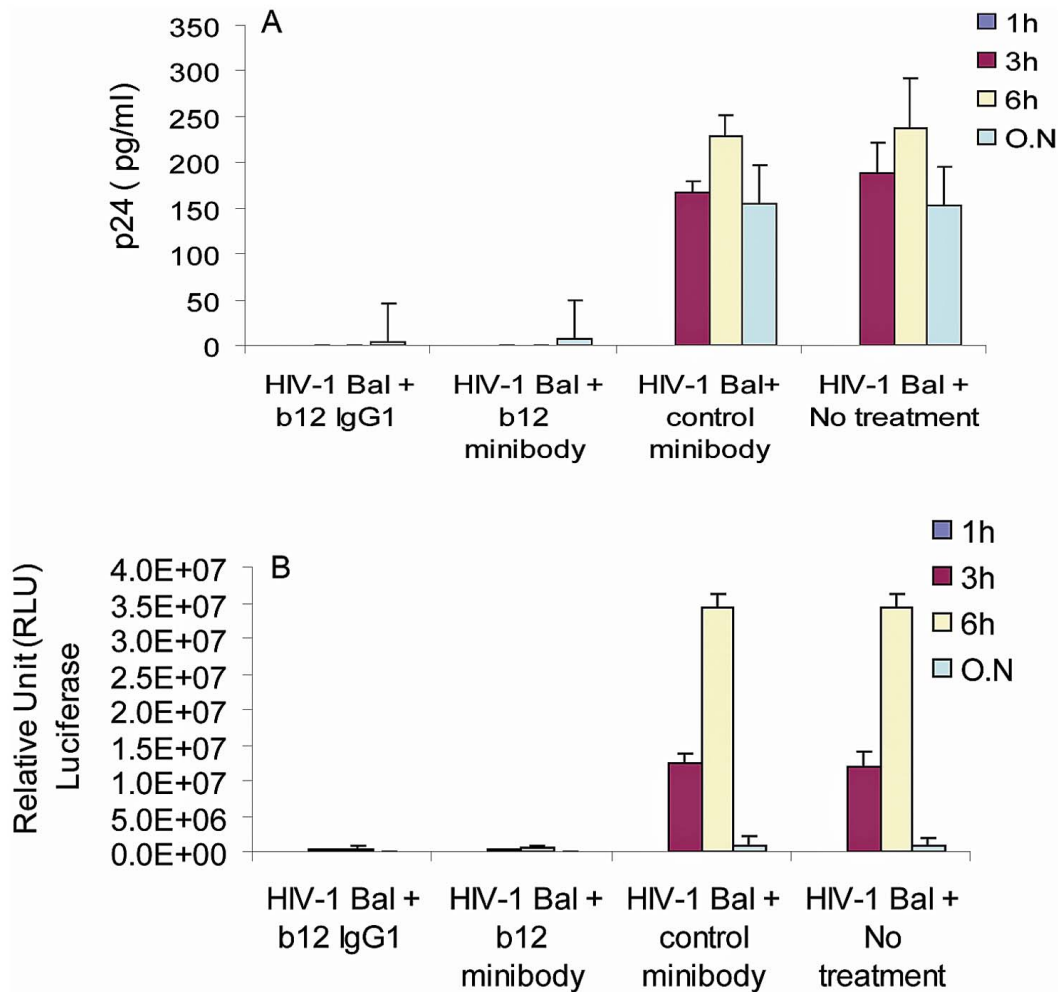 A
350
300
250
200
150
100
50
0
p24 ( pg/ml)
1h
3h
6h
O.N
HIV-1 Bal +
b12 IgG1
HIV-1 Bal +
b12
minibody
HIV-1 Bal+
control
minibody
HIV-1 Bal +
No treatment
B
4.0E+07
3.5E+07
3.0E+07
2.5E+07
2.0E+07
1.5E+07
1.0E+07
5.0E+06
0.0E+00
Relative Unit(RLU)
Luciferase
1h
3h
6h
O.N
HIV-1 Bal +
b12 IgG1
HIV-1 Bal +
b12
minibody
HIV-1 Bal +
control
minibody
HIV-1 Bal +
No
treatment